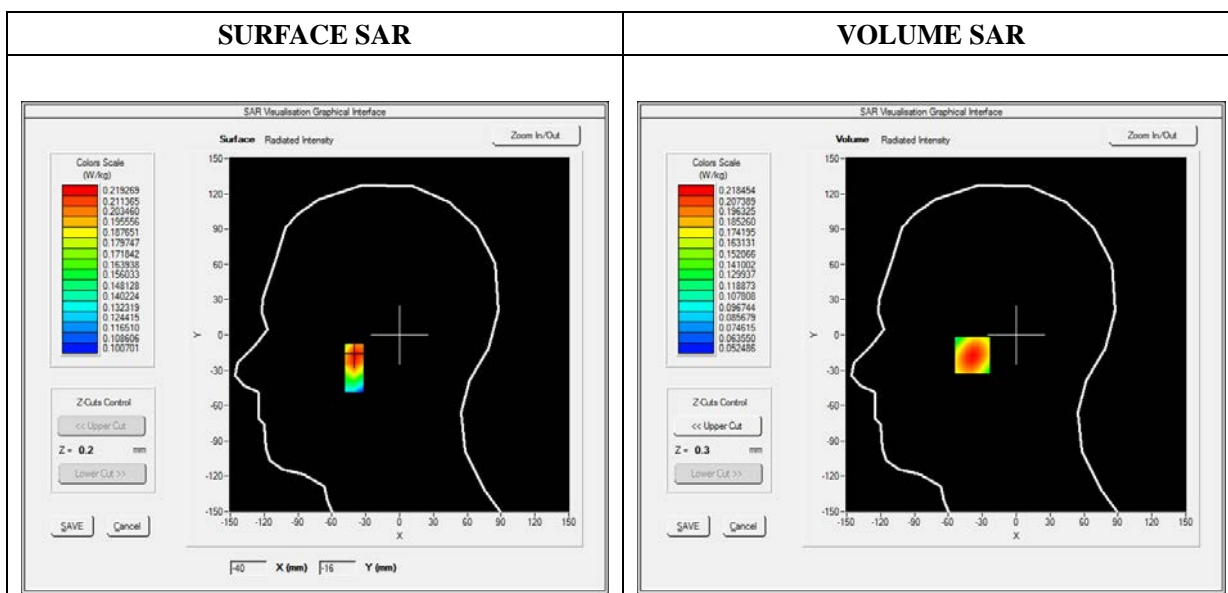 SURFACE SAR
VOLUME SAR
SAR Visualisation Graphical Interface
Surface Radiated Intensity
Zoom In/Out
Colors Scale
(W/kg)
0.219269
0.211365
0.203460
0.195556
0.187651
0.179747
0.171842
0.163938
0.156033
0.148128
0.140224
0.132319
0.124415
0.116510
0.108606
0.100701
Z-Cuts Control
<< Upper Cut
Z = 0.2 mm
Lower Cut >>
SAVE Cancel
150
120
90
60
30
0
-30
-60
-90
-120
-150
Y
-150 -120 -90 -60 -30 0 30 60 90 120 150
X
-40 X (mm) -16 Y (mm)
SAR Visualisation Graphical Interface
Volume Radiated Intensity
Zoom In/Out
Colors Scale
(W/kg)
0.218454
0.207389
0.196325
0.185260
0.174195
0.163131
0.152066
0.141002
0.129937
0.118873
0.107808
0.096744
0.085679
0.074615
0.063550
0.052486
Z-Cuts Control
<< Upper Cut
Z = 0.3 mm
Lower Cut >>
SAVE Cancel
150
120
90
60
30
0
-30
-60
-90
-120
-150
Y
-150 -120 -90 -60 -30 0 30 60 90 120 150
X